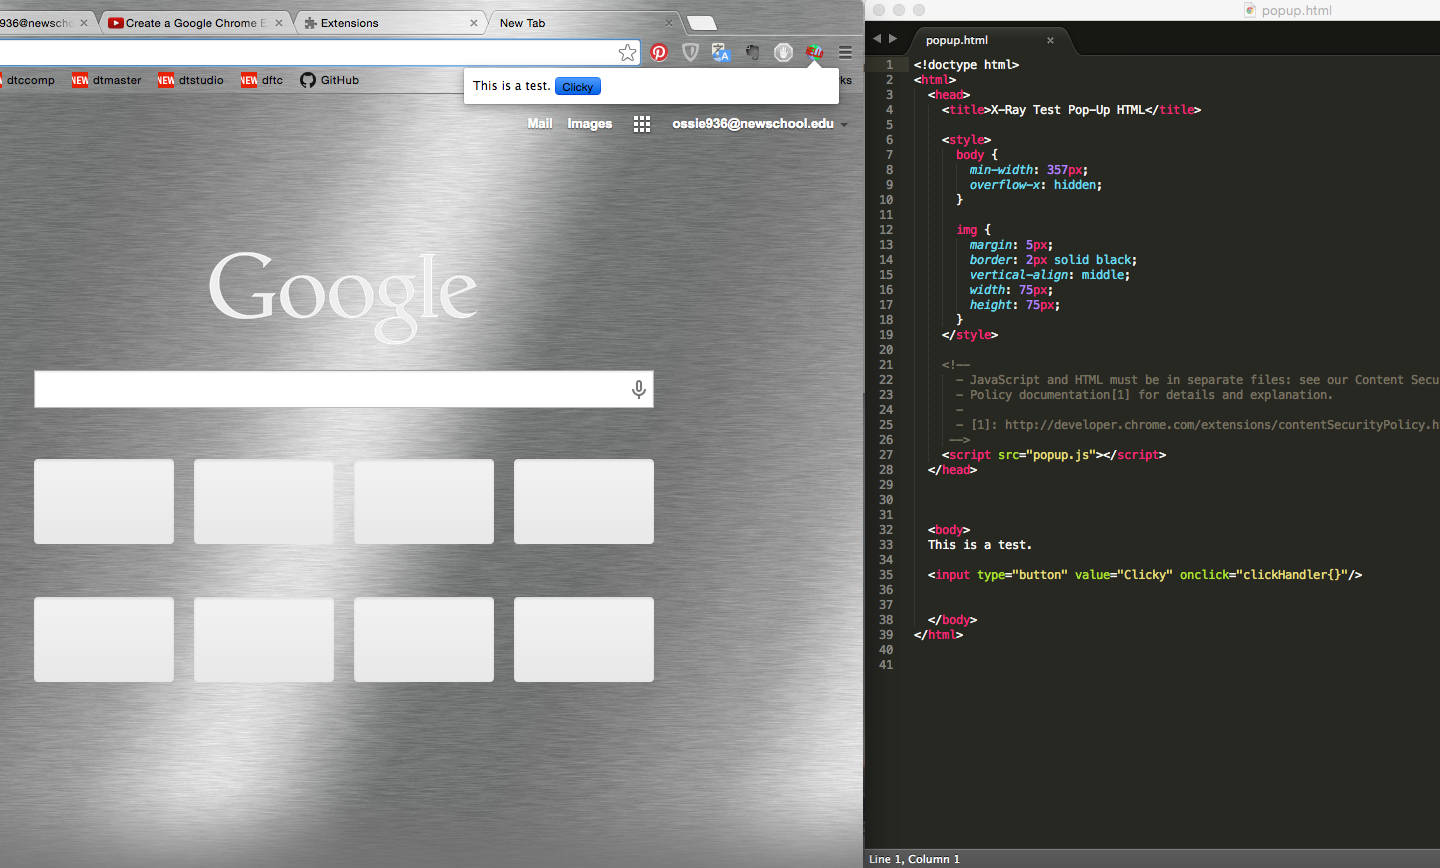 936@newsch
Create a Google Chrome E
Extensions
New Tab
dtccomp
NEW dtmaster
NEW dtstudio
NEW dftc
GitHub
ks
This is a test. Clicky
Mail Images ossie936@newschool.edu
Google
popup.html
popup.html
1 <!doctype html>
2 <html>
3 <head>
4 <title>X-Ray Test Pop-Up HTML</title>
5
6 <style>
7 body {
8 min-width: 357px;
9 overflow-x: hidden;
10 }
11
12 img {
13 margin: 5px;
14 border: 2px solid black;
15 vertical-align: middle;
16 width: 75px;
17 height: 75px;
18 }
19 </style>
20
21 <!--
22 - JavaScript and HTML must be in separate files: see our Content Secu
23 - Policy documentation[1] for details and explanation.
24 -
25 - [1]: http://developer.chrome.com/extensions/contentSecurityPolicy.h
26 -->
27 <script src="popup.js"></script>
28 </head>
29
30
31
32 <body>
33 This is a test.
34
35 <input type="button" value="Clicky" onclick="clickHandler{}"/>
36
37
38 </body>
39 </html>
40
41
Line 1, Column 1